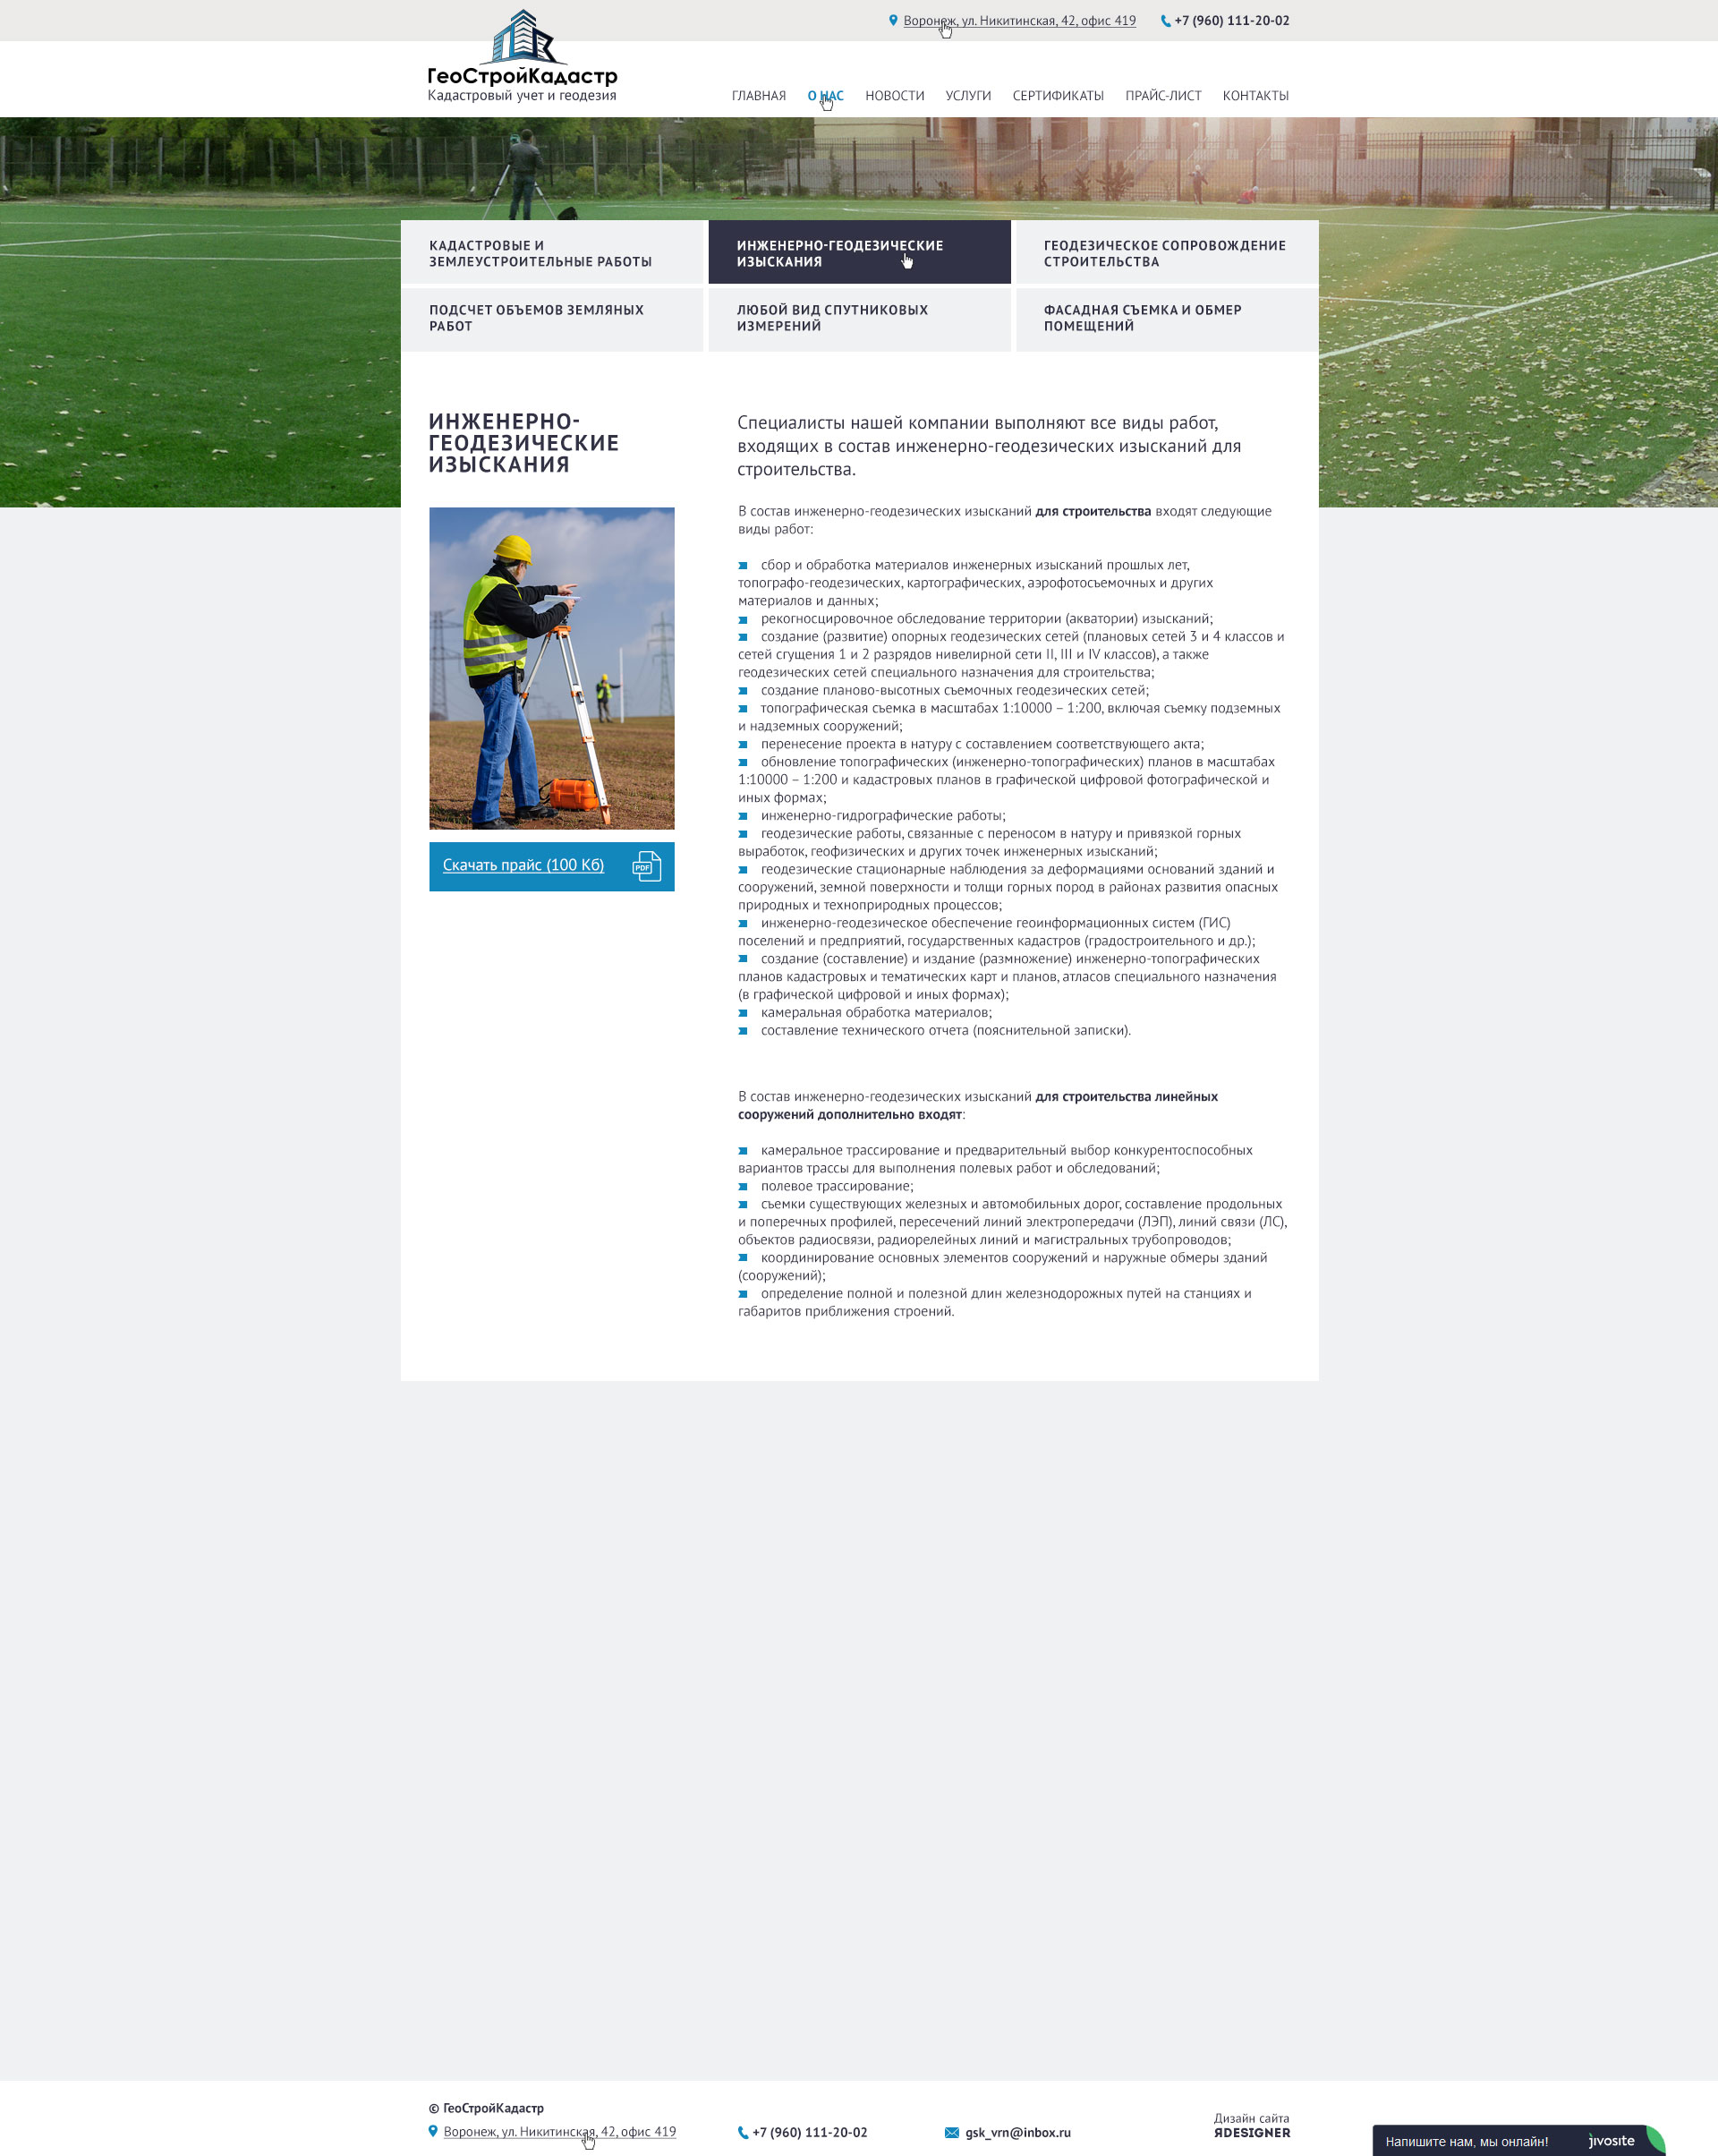 Воронеж, ул. Никитинская, 42, офис 419
+7 (960) 111-20-02
ГеоСтройКадастр
Кадастровый учет и геодезия
ГЛАВНАЯ
О НАС
НОВОСТИ
УСЛУГИ
СЕРТИФИКАТЫ
ПРАЙС-ЛИСТ
КОНТАКТЫ
КАДАСТРОВЫЕ И
ЗЕМЛЕУСТРОИТЕЛЬНЫЕ РАБОТЫ
ИНЖЕНЕРНО-ГЕОДЕЗИЧЕСКИЕ
ИЗЫСКАНИЯ
ГЕОДЕЗИЧЕСКОЕ СОПРОВОЖДЕНИЕ
СТРОИТЕЛЬСТВА
ПОДСЧЕТ ОБЪЕМОВ ЗЕМЛЯНЫХ
РАБОТ
ЛЮБОЙ ВИД СПУТНИКОВЫХ
ИЗМЕРЕНИЙ
ФАСАДНАЯ СЪЕМКА И ОБМЕР
ПОМЕЩЕНИЙ
ИНЖЕНЕРНО-
ГЕОДЕЗИЧЕСКИЕ
ИЗЫСКАНИЯ
Скачать прайс (100 Кб)
PDF
Специалисты нашей компании выполняют все виды работ,
входящих в состав инженерно-геодезических изысканий для
строительства.
В состав инженерно-геодезических изысканий для строительства входят следующие
виды работ:
сбор и обработка материалов инженерных изысканий прошлых лет,
топографо-геодезических, картографических, аэрофотосъемочных и других
материалов и данных;
рекогносцировочное обследование территории (акватории) изысканий;
создание (развитие) опорных геодезических сетей (плановых сетей 3 и 4 классов и
сетей сгущения 1 и 2 разрядов нивелирной сети II, III и IV классов), а также
геодезических сетей специального назначения для строительства;
создание планово-высотных съемочных геодезических сетей;
топографическая съемка в масштабах 1:10000 – 1:200, включая съемку подземных
и надземных сооружений;
перенесение проекта в натуру с составлением соответствующего акта;
обновление топографических (инженерно-топографических) планов в масштабах
1:10000 – 1:200 и кадастровых планов в графической цифровой фотографической и
иных формах;
инженерно-гидрографические работы;
геодезические работы, связанные с переносом в натуру и привязкой горных
выработок, геофизических и других точек инженерных изысканий;
геодезические стационарные наблюдения за деформациями оснований зданий и
сооружений, земной поверхности и толщи горных пород в районах развития опасных
природных и техноприродных процессов;
инженерно-геодезическое обеспечение геоинформационных систем (ГИС)
поселений и предприятий, государственных кадастров (градостроительного и др.);
создание (составление) и издание (размножение) инженерно-топографических
планов кадастровых и тематических карт и планов, атласов специального назначения
(в графической цифровой и иных формах);
камеральная обработка материалов;
составление технического отчета (пояснительной записки).
В состав инженерно-геодезических изысканий для строительства линейных
сооружений дополнительно входят:
камеральное трассирование и предварительный выбор конкурентоспособных
вариантов трассы для выполнения полевых работ и обследований;
полевое трассирование;
съемки существующих железных и автомобильных дорог, составление продольных
и поперечных профилей, пересечений линий электропередачи (ЛЭП), линий связи (ЛС),
объектов радиосвязи, радиорелейных линий и магистральных трубопроводов;
координирование основных элементов сооружений и наружные обмеры зданий
(сооружений);
определение полной и полезной длин железнодорожных путей на станциях и
габаритов приближения строений.
© ГеоСтройКадастр
Воронеж, ул. Никитинская, 42, офис 419
+7 (960) 111-20-02
gsk_vrn@inbox.ru
Дизайн сайта
ЯDESIGNER
Напишите нам, мы онлайн!
jivosite